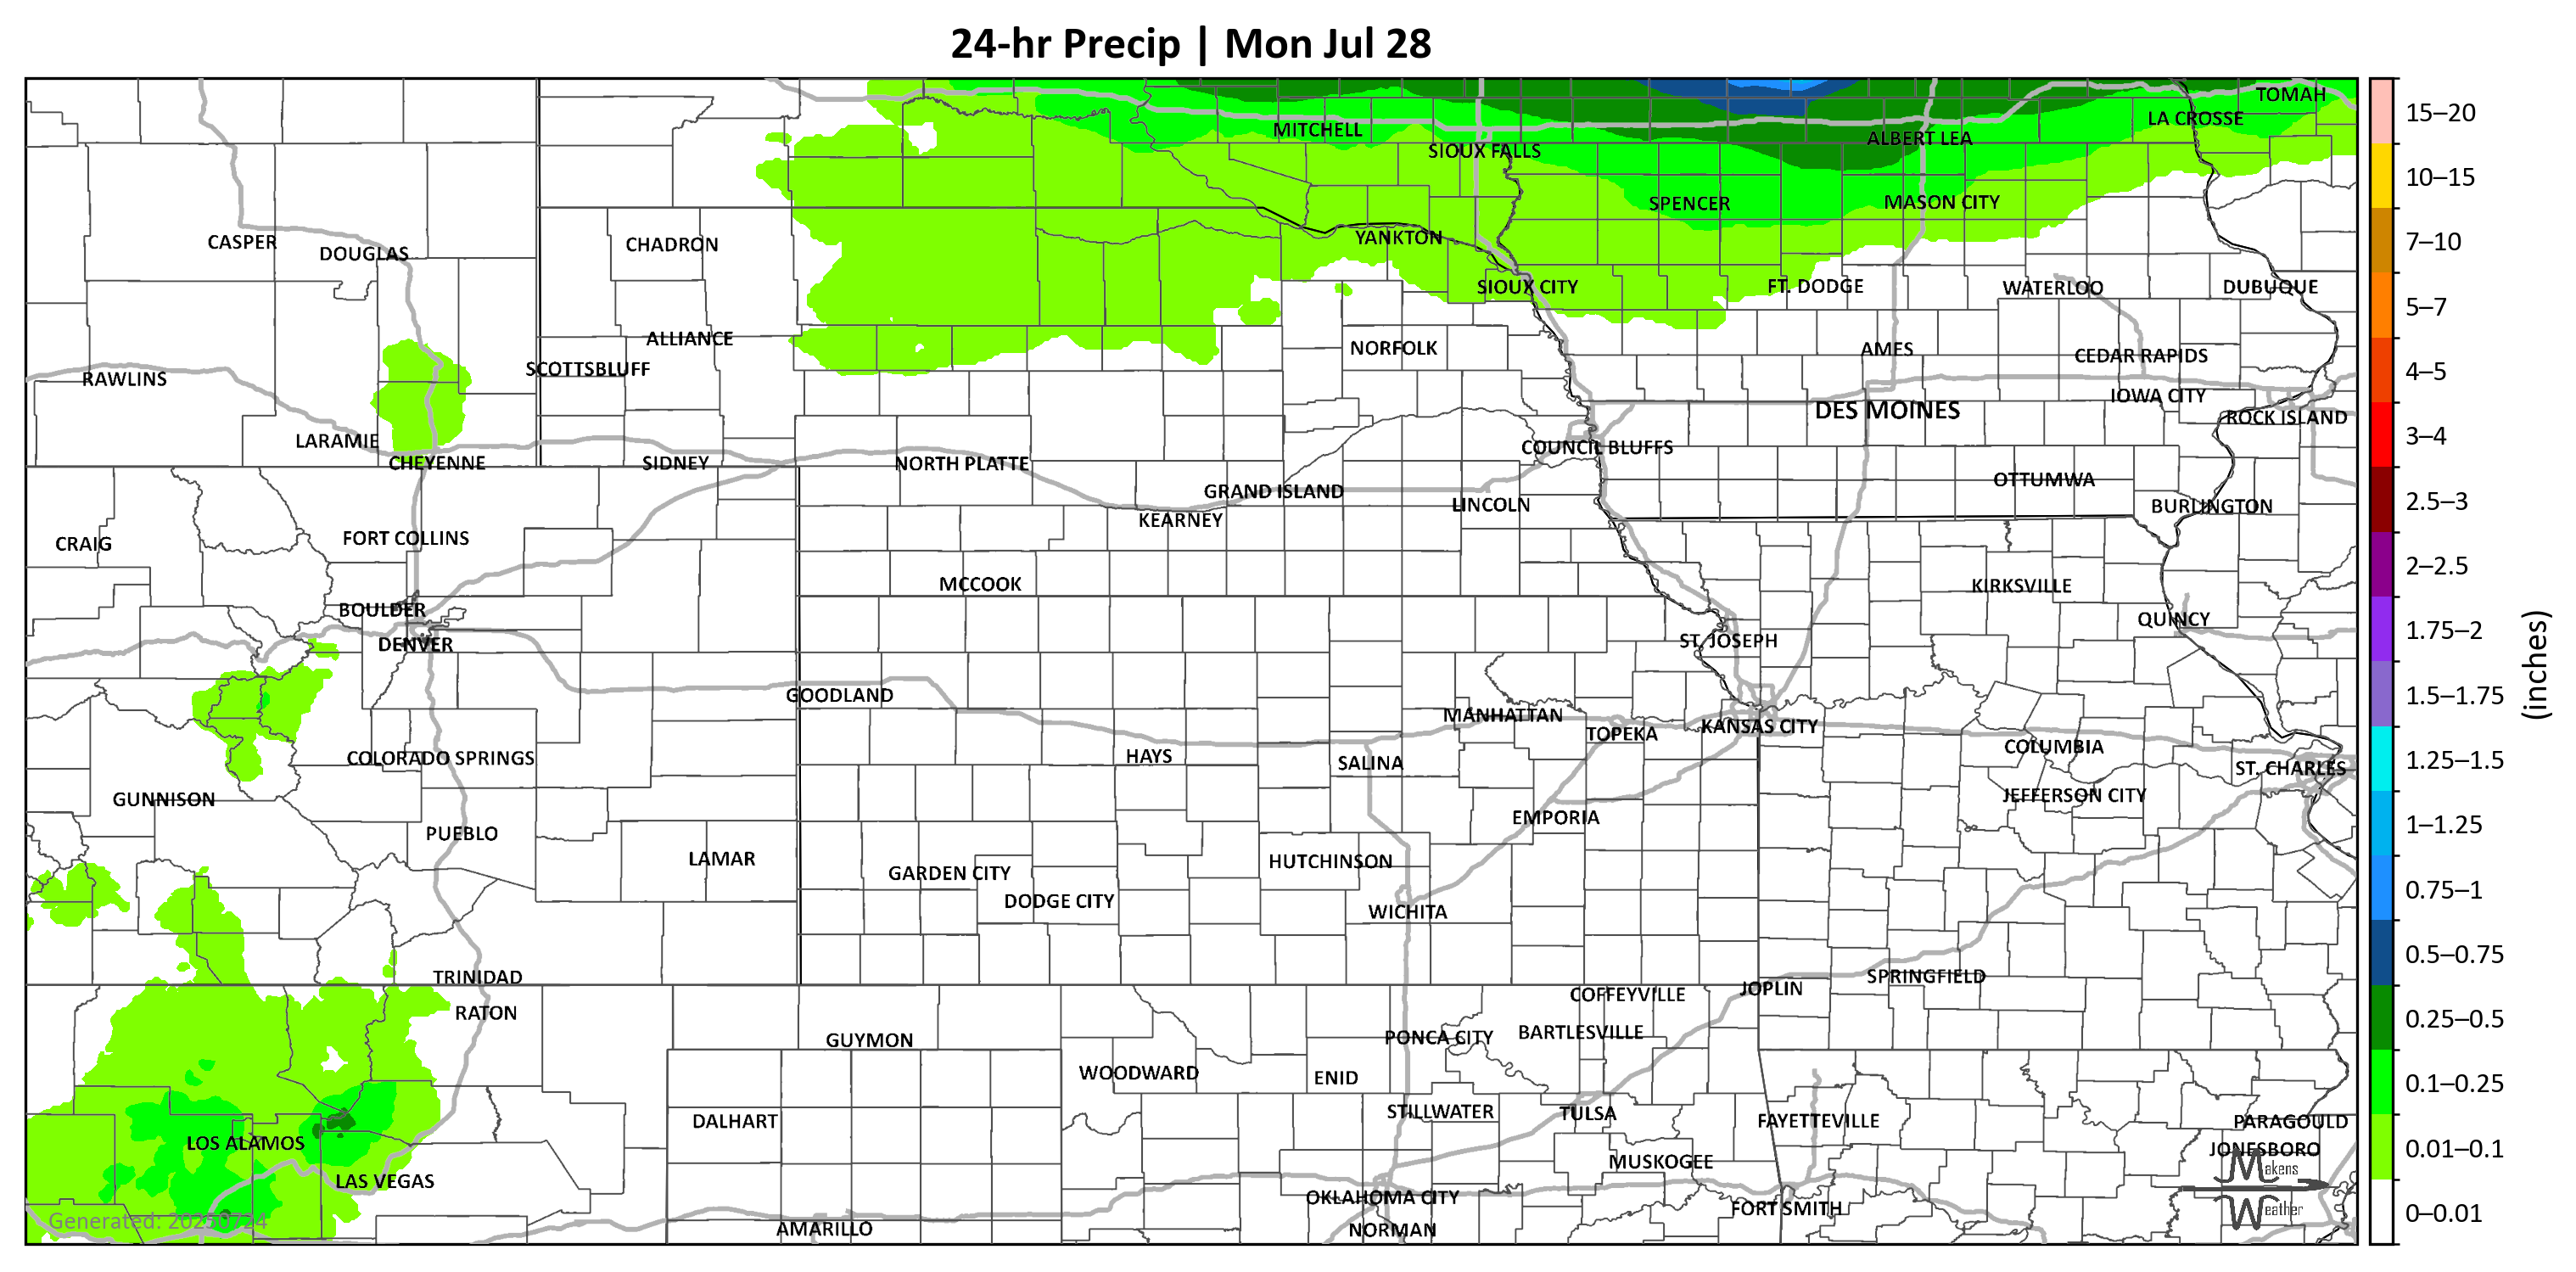 24-hr Precip | Mon Jul 28
TOMAH
LA CROSSE
MITCHELL
ALBERT LEA
SIOUX FALLS
SPENCER
MASON CITY
YANKTON
CASPER
CHADRON
DOUGLAS
SIOUX CITY
FT. DODGE
WATERLOO
DUBUQUE
ALLIANCE
NORFOLK
AMES
CEDAR RAPIDS
SCOTTSBLUFF
RAWLINS
IOWA CITY
DES MOINES
ROCK ISLAND
LARAMIE
COUNCIL BLUFFS
CHEYENNE
SIDNEY
NORTH PLATTE
OTTUMWA
GRAND ISLAND
LINCOLN
BURLINGTON
KEARNEY
FORT COLLINS
CRAIG
MCCOOK
KIRKSVILLE
BOULDER
QUINCY
DENVER
ST. JOSEPH
GOODLAND
MANHATTAN
KANSAS CITY
TOPEKA
COLUMBIA
COLORADO SPRINGS
HAYS
SALINA
ST. CHARLES
GUNNISON
JEFFERSON CITY
EMPORIA
PUEBLO
LAMAR
HUTCHINSON
GARDEN CITY
DODGE CITY
WICHITA
TRINIDAD
SPRINGFIELD
JOPLIN
COFFEYVILLE
RATON
BARTLESVILLE
PONCA CITY
GUYMON
WOODWARD
ENID
STILLWATER
TULSA
DALHART
FAYETTEVILLE
PARAGOULD
LOS ALAMOS
JONESBORO
MUSKOGEE
LAS VEGAS
OKLAHOMA CITY
FORT SMITH
AMARILLO
NORMAN
Generated: 20250724
Makens
Weather
15–20
10–15
7–10
5–7
4–5
3–4
2.5–3
2–2.5
1.75–2
1.5–1.75
1.25–1.5
1–1.25
0.75–1
0.5–0.75
0.25–0.5
0.1–0.25
0.01–0.1
0–0.01
(inches)